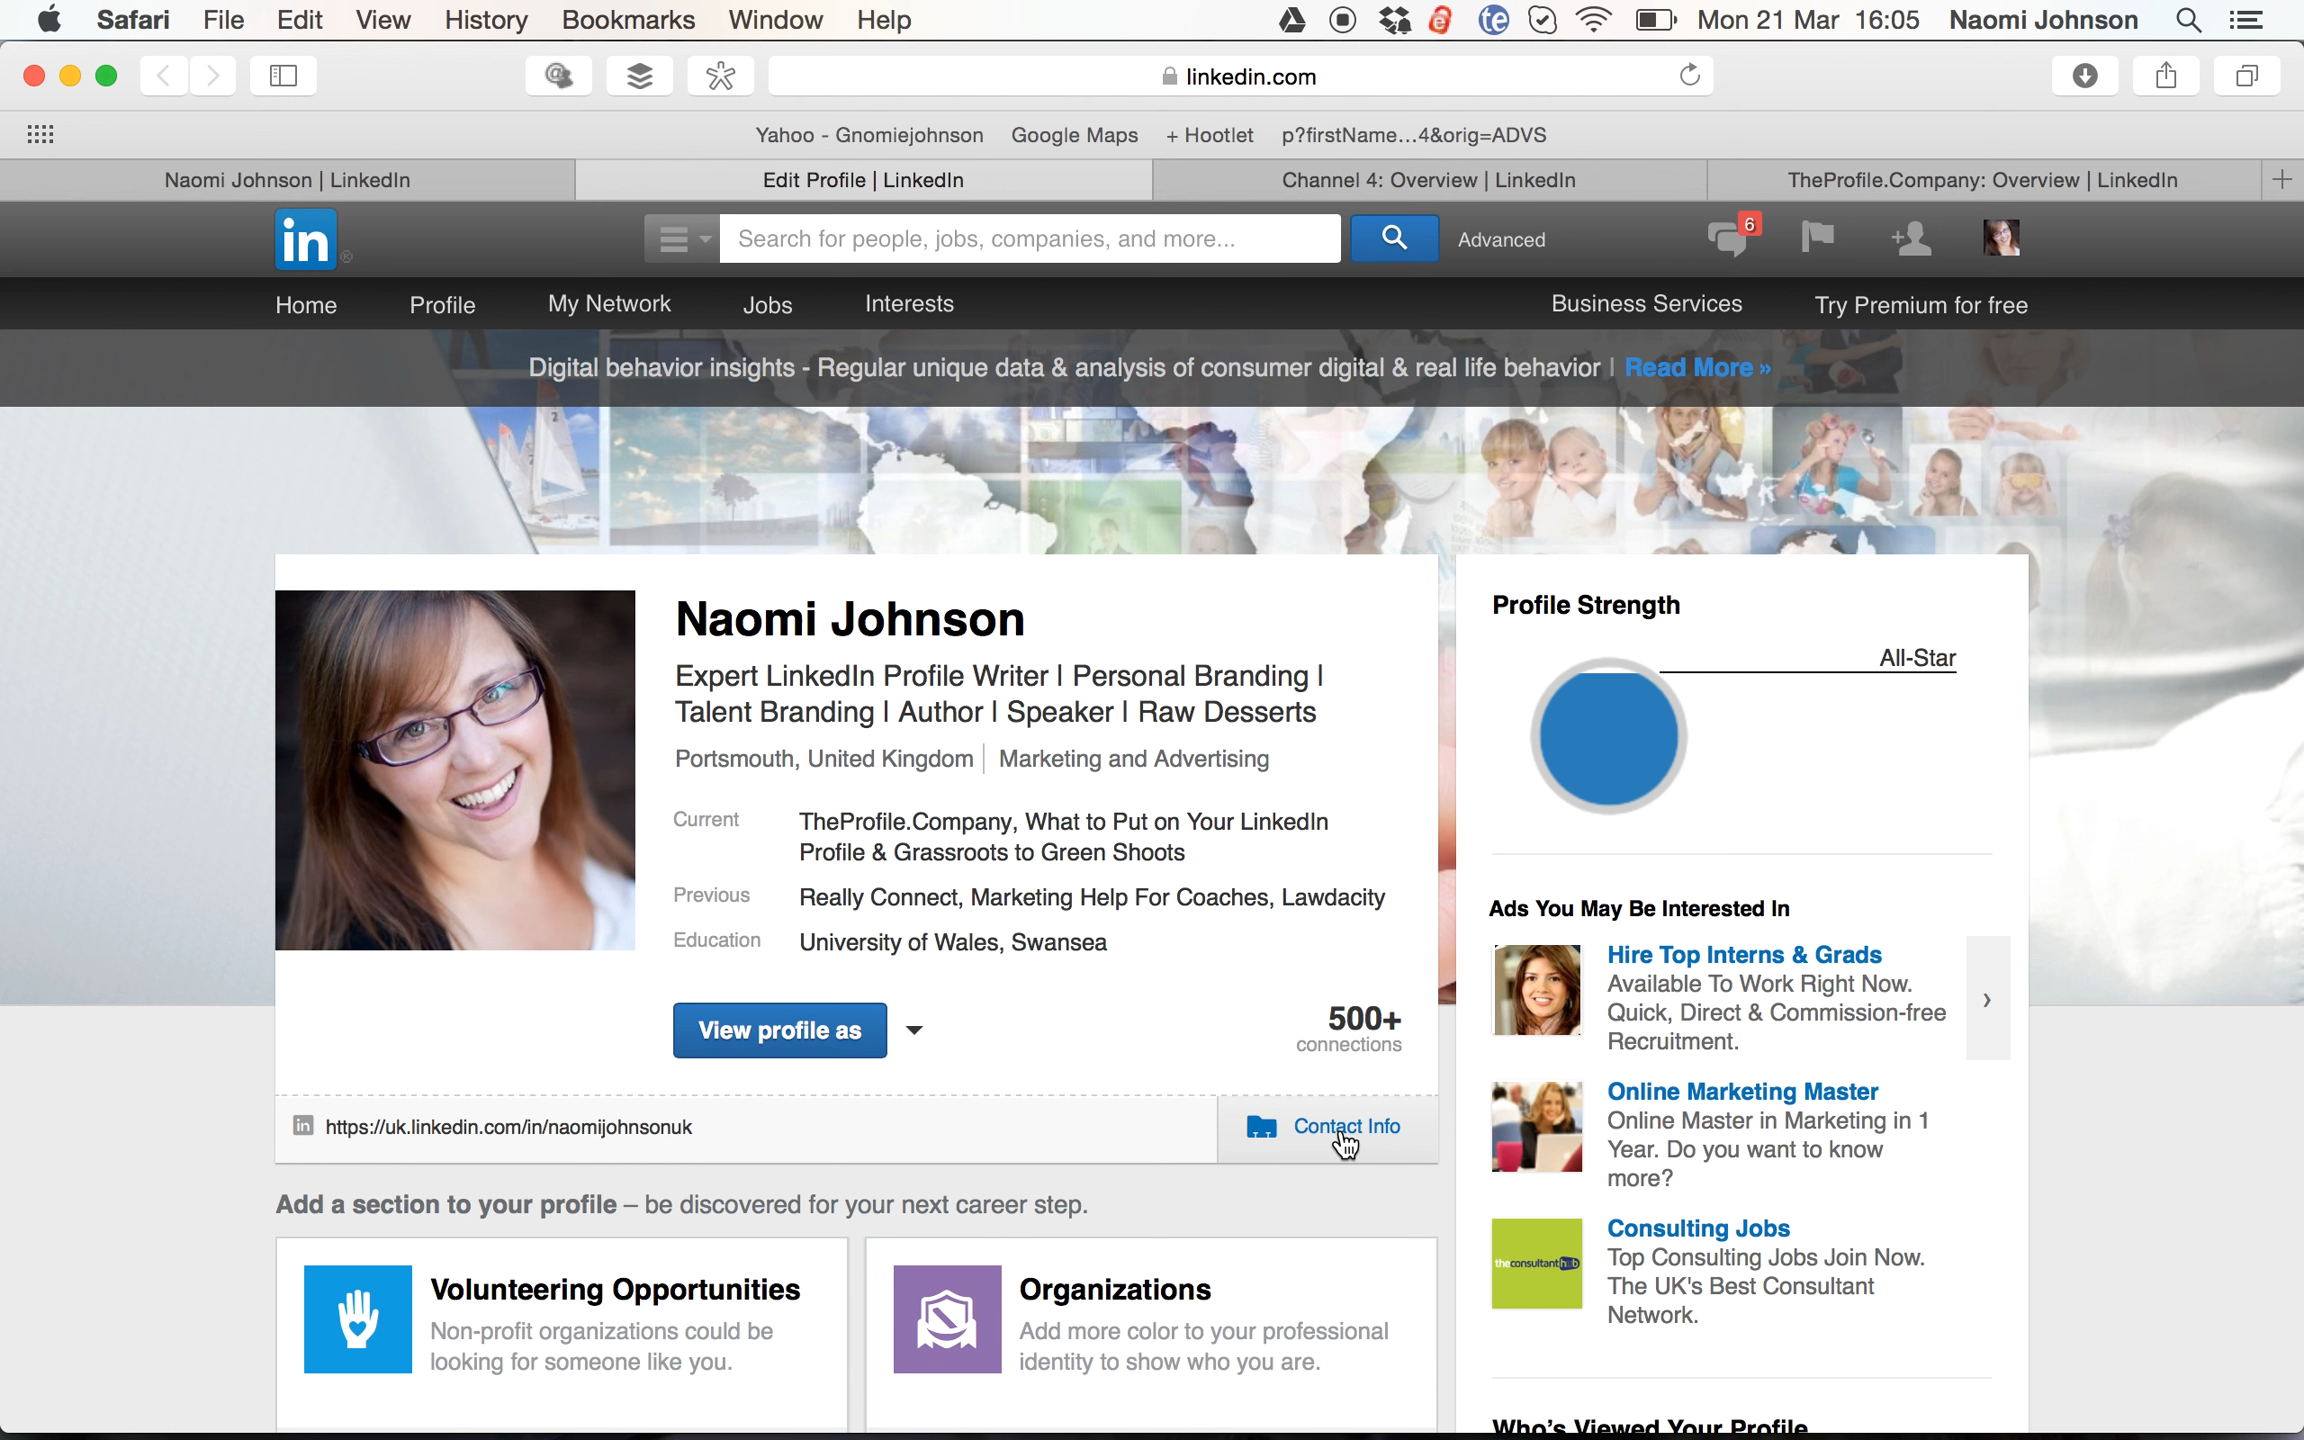 Safari File Edit View History Bookmarks Window Help Mon 21 Mar 16:05 Naomi Johnson
linkedin.com
Yahoo - Gnomiejohnson Google Maps + Hootlet p?firstName...4&orig=ADVS
Naomi Johnson | LinkedIn Edit Profile | LinkedIn Channel 4: Overview | LinkedIn TheProfile.Company: Overview | LinkedIn
in Search for people, jobs, companies, and more... Advanced 6
Home Profile My Network Jobs Interests Business Services Try Premium for free
Digital behavior insights - Regular unique data & analysis of consumer digital & real life behavior | Read More »
Naomi Johnson
Expert LinkedIn Profile Writer | Personal Branding |
Talent Branding | Author | Speaker | Raw Desserts
Portsmouth, United Kingdom | Marketing and Advertising
Current TheProfile.Company, What to Put on Your LinkedIn
Profile & Grassroots to Green Shoots
Previous Really Connect, Marketing Help For Coaches, Lawdacity
Education University of Wales, Swansea
View profile as
500+
connections
in https://uk.linkedin.com/in/naomijohnsonuk
Contact Info
Add a section to your profile – be discovered for your next career step.
Volunteering Opportunities
Non-profit organizations could be
looking for someone like you.
Organizations
Add more color to your professional
identity to show who you are.
Profile Strength
All-Star
Ads You May Be Interested In
Hire Top Interns & Grads
Available To Work Right Now.
Quick, Direct & Commission-free
Recruitment.
Online Marketing Master
Online Master in Marketing in 1
Year. Do you want to know
more?
theconsultanthub
Consulting Jobs
Top Consulting Jobs Join Now.
The UK's Best Consultant
Network.
Who's Viewed Your Profile